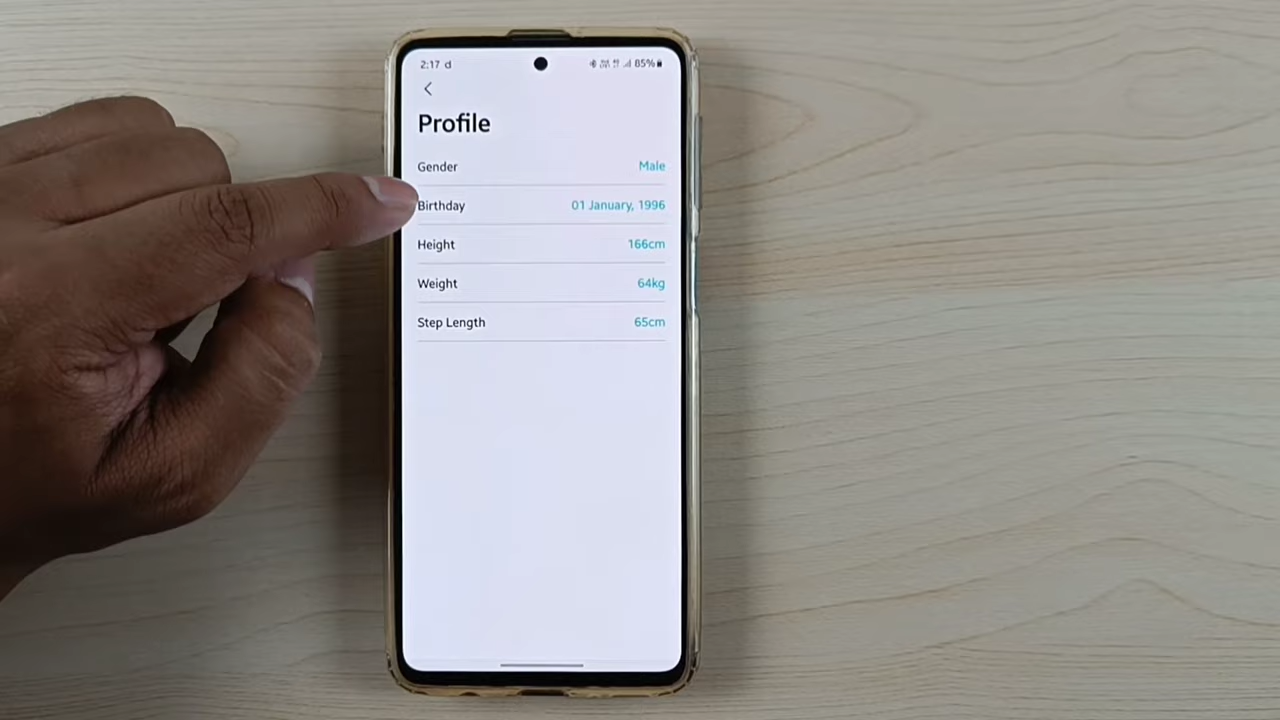 2:17 d 85%
Profile
Gender Male
Birthday 01 January, 1996
Height 166cm
Weight 64kg
Step Length 65cm